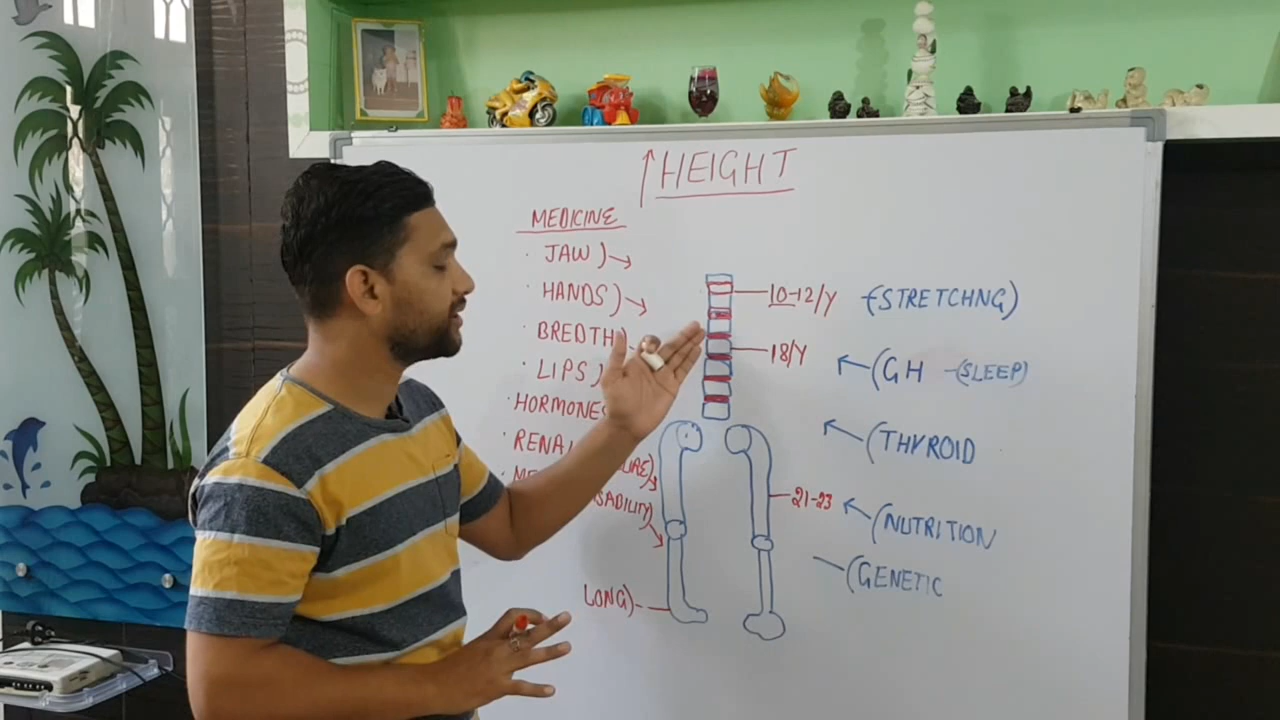 ↑HEIGHT
MEDICINE
· JAW)→
· HANDS)→
· BREDTH)
· LIPS)
· HORMONES
· RENAL
LONG)-
10-12/Y
18/Y
21-23
(STRETCHNG)
(GH -(SLEEP)
(THYROID
(NUTRITION
(GENETIC